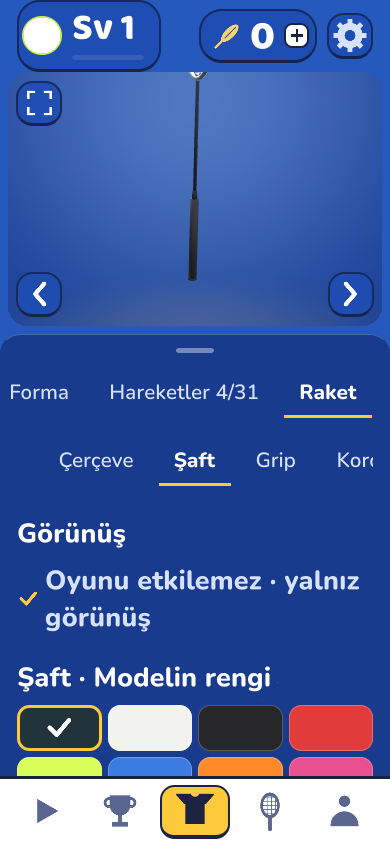 Sv 1
0
Forma Hareketler 4/31 Raket
Çerçeve Şaft Grip
Görünüş
Oyunu etkilemez · yalnız
görünüş
Şaft · Modelin rengi